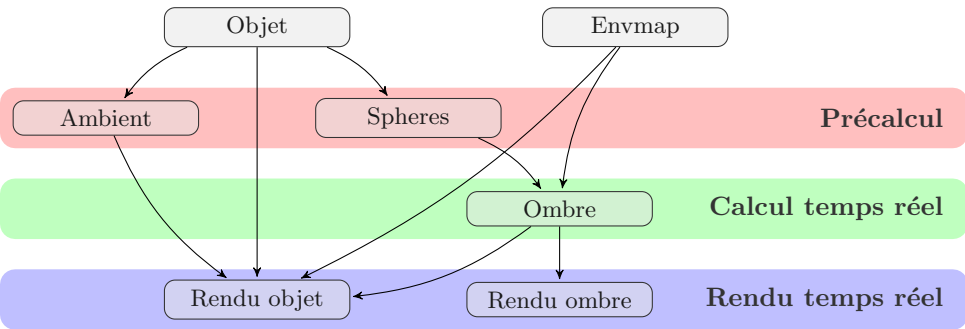 Objet
Envmap
Ambient
Spheres
Précalcul
Ombre
Calcul temps réel
Rendu objet
Rendu ombre
Rendu temps réel